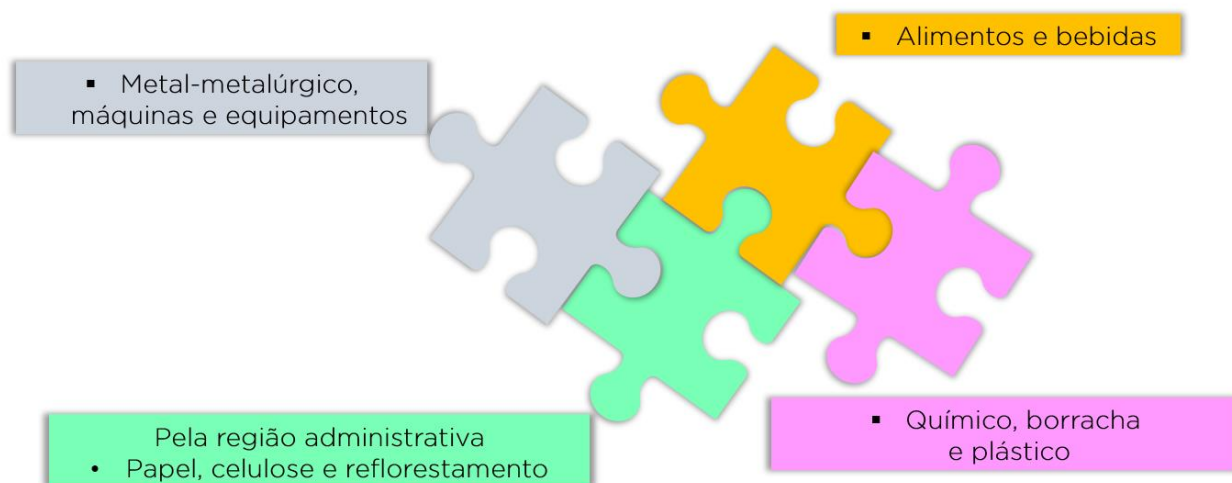 ▪ Alimentos e bebidas
▪ Metal-metalúrgico,
máquinas e equipamentos
Pela região administrativa
• Papel, celulose e reflorestamento
▪ Químico, borracha
e plástico